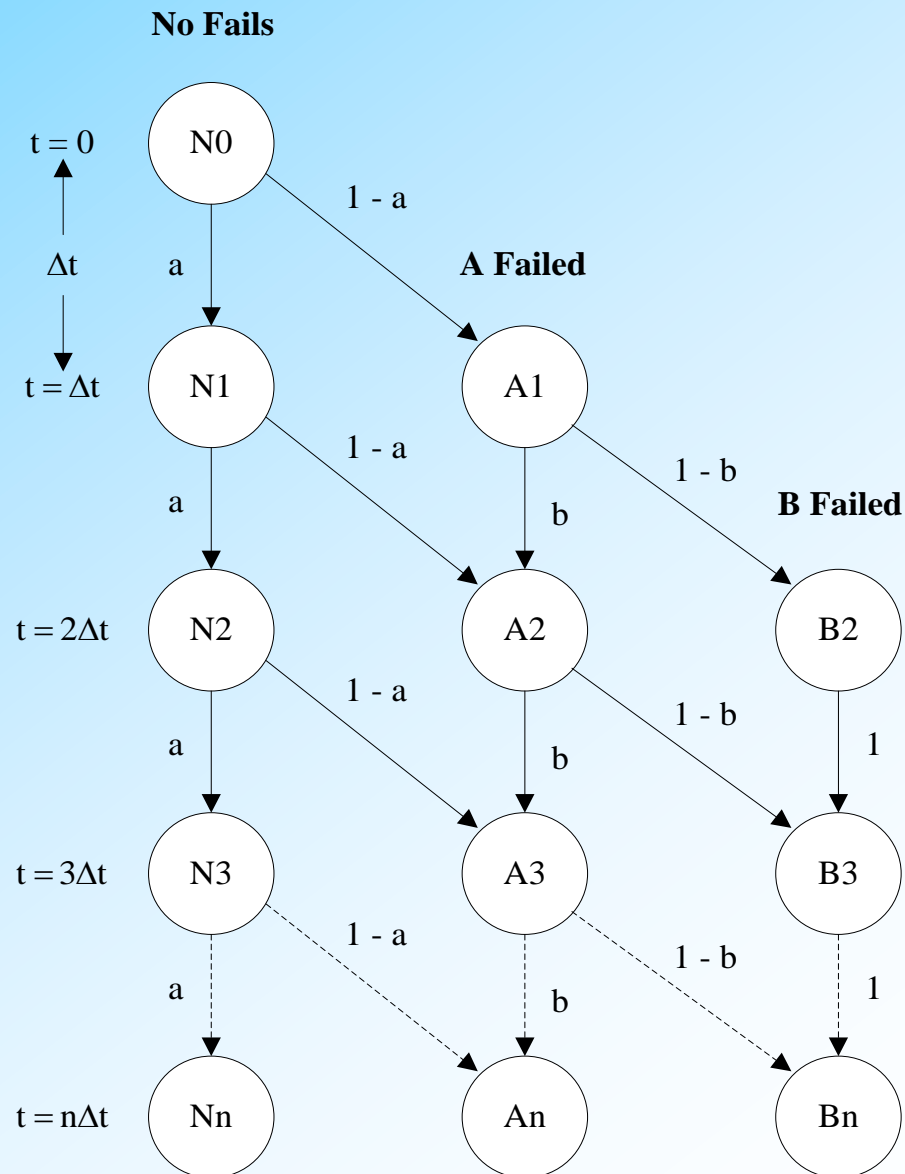 No Fails
t = 0
N0
1 - a
Δt
a
A Failed
t = Δt
N1
A1
1 - a
1 - b
a
b
B Failed
t = 2Δt
N2
A2
B2
1 - a
1 - b
a
b
1
t = 3Δt
N3
A3
B3
1 - a
1 - b
a
b
1
t = nΔt
Nn
An
Bn